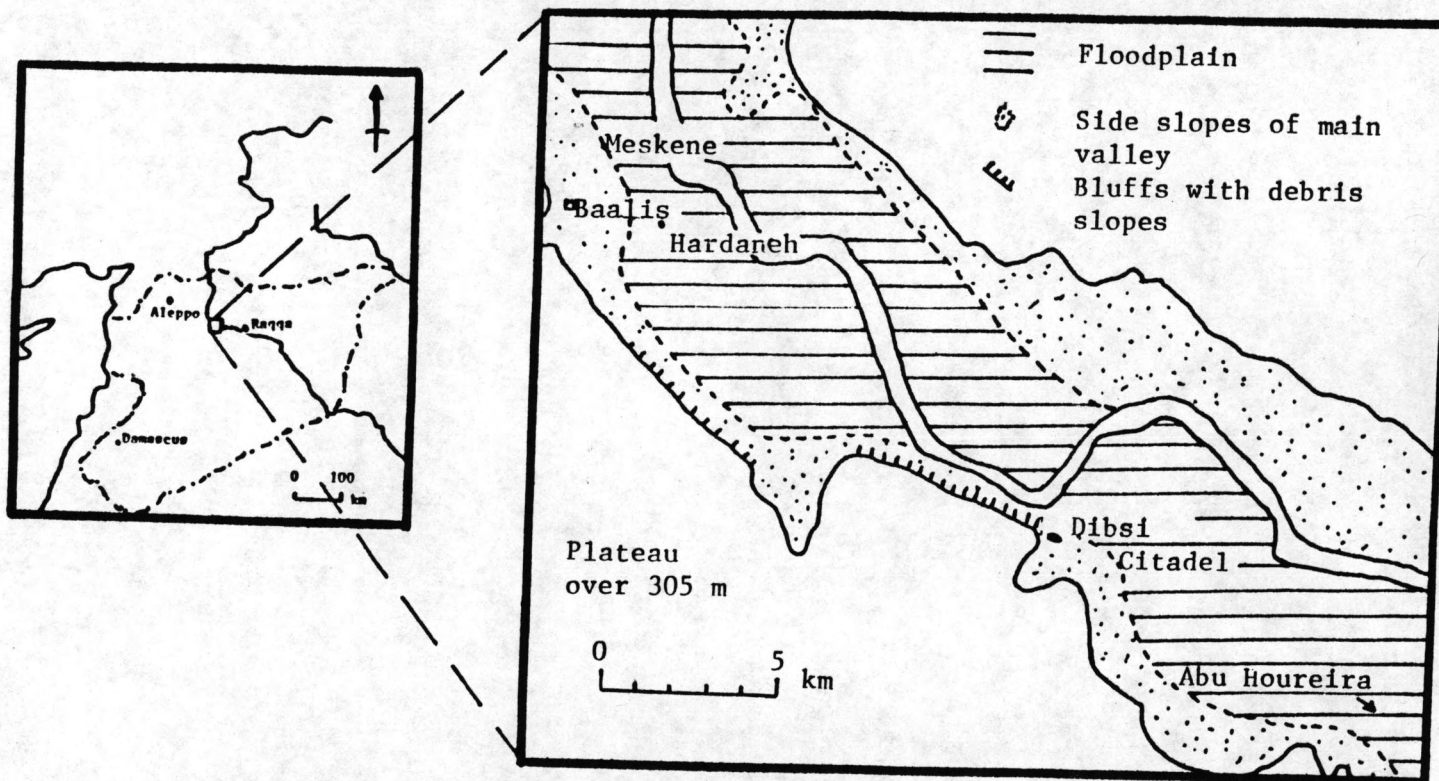 Aleppo
Raqqa
Damascus
0 100
km
Floodplain
Side slopes of main
valley
Bluffs with debris
slopes
Meskene
Baalis
Hardaneh
Dibsi
Citadel
Plateau
over 305 m
0 5
km
Abu Houreira